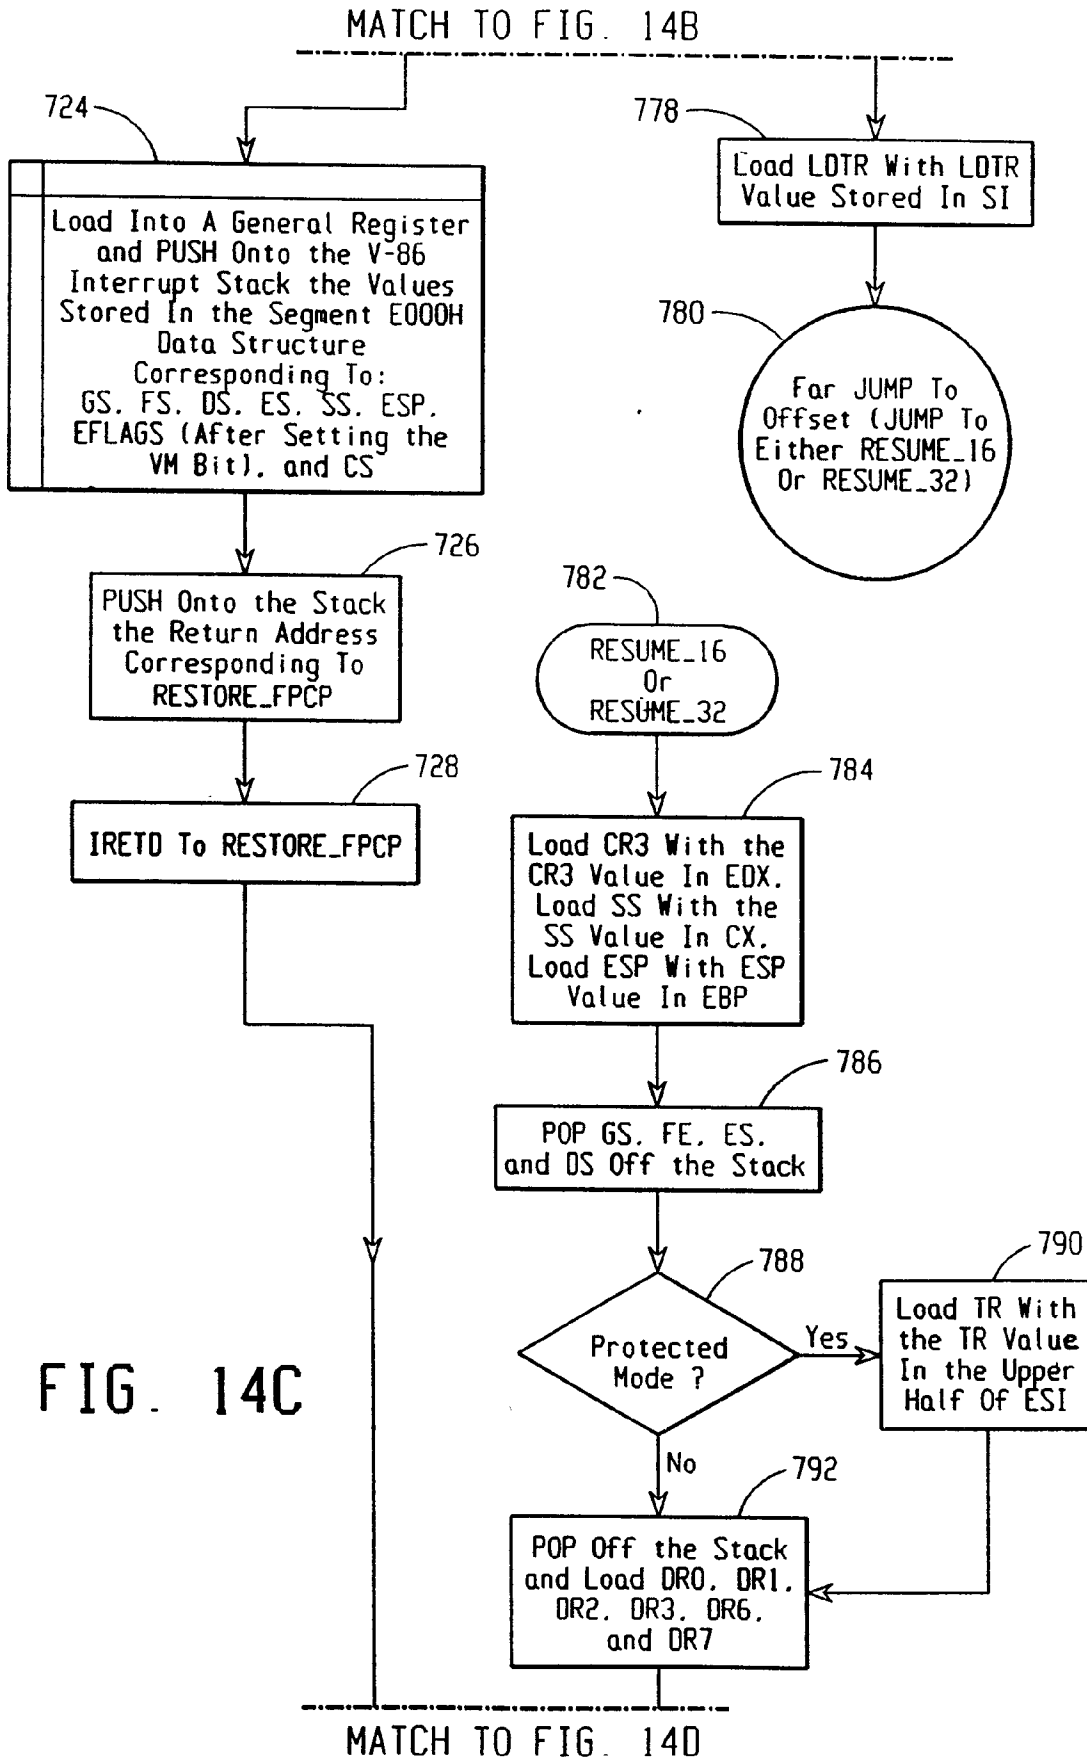 MATCH TO FIG. 14B
724
Load Into A General Register
and PUSH Onto the V-86
Interrupt Stack the Values
Stored In the Segment E000H
Data Structure
Corresponding To:
GS. FS. DS. ES. SS. ESP.
EFLAGS (After Setting the
VM Bit). and CS
726
PUSH Onto the Stack
the Return Address
Corresponding To
RESTORE_FPCP
728
IRETD To RESTORE_FPCP
778
Load LDTR With LDTR
Value Stored In SI
780
Far JUMP To
Offset (JUMP To
Either RESUME_16
Or RESUME_32)
782
RESUME_16
Or
RESUME_32
784
Load CR3 With the
CR3 Value In EDX.
Load SS With the
SS Value In CX.
Load ESP With ESP
Value In EBP
786
POP GS. FE. ES.
and DS Off the Stack
788
Protected
Mode ?
Yes
No
790
Load TR With
the TR Value
In the Upper
Half Of ESI
792
POP Off the Stack
and Load DR0. DR1.
DR2. DR3. DR6.
and DR7
FIG. 14C
MATCH TO FIG. 14D